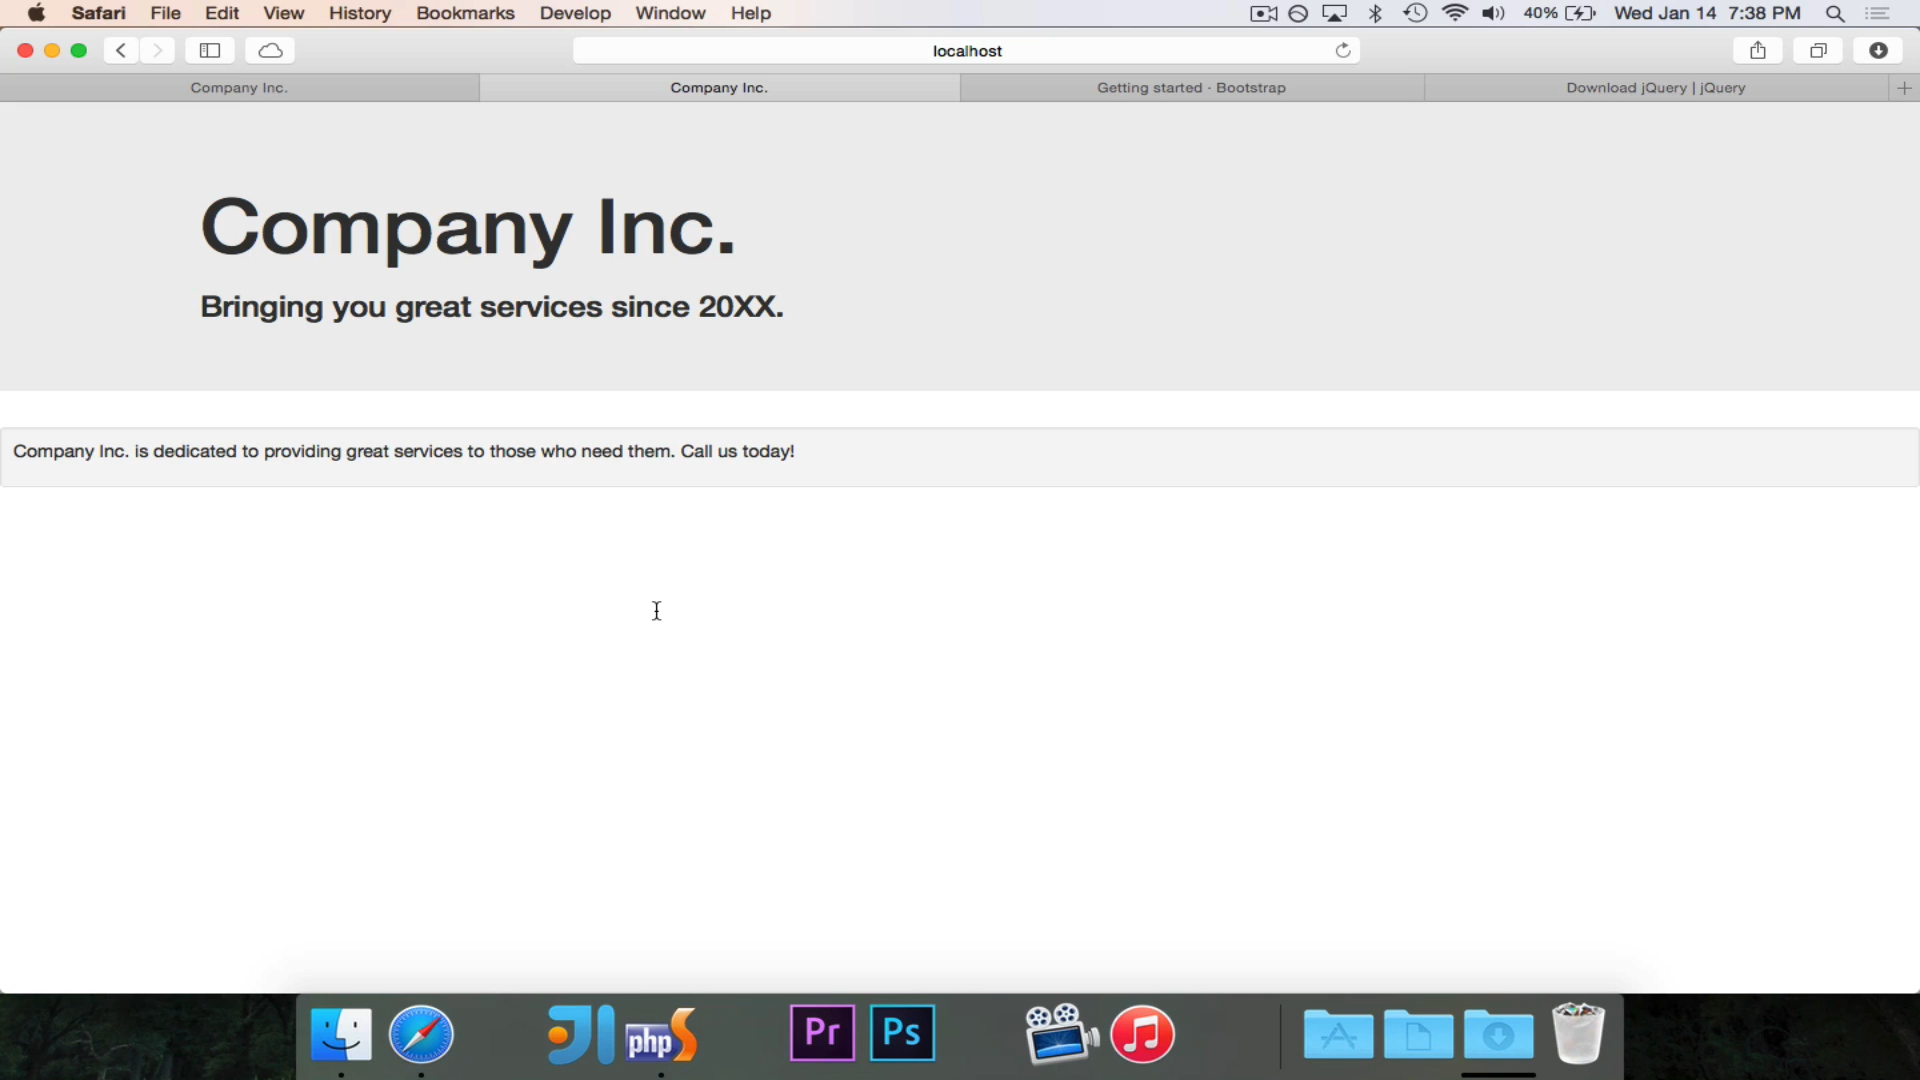 Safari File Edit View History Bookmarks Develop Window Help 40% Wed Jan 14 7:38 PM
localhost
Company Inc. Company Inc. Getting started · Bootstrap Download jQuery | jQuery
Company Inc.
Bringing you great services since 20XX.
Company Inc. is dedicated to providing great services to those who need them. Call us today!
JI php S Pr Ps